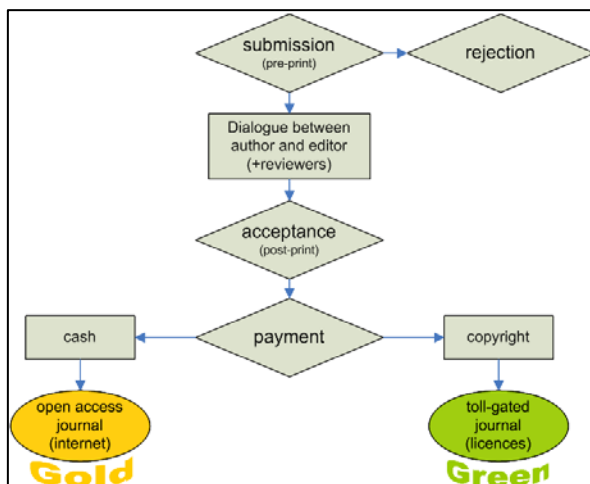 submission
(pre-print)
rejection
Dialogue between
author and editor
(+reviewers)
acceptance
(post-print)
cash
payment
copyright
open access
journal
(internet)
toll-gated
journal
(licences)
Gold
Green